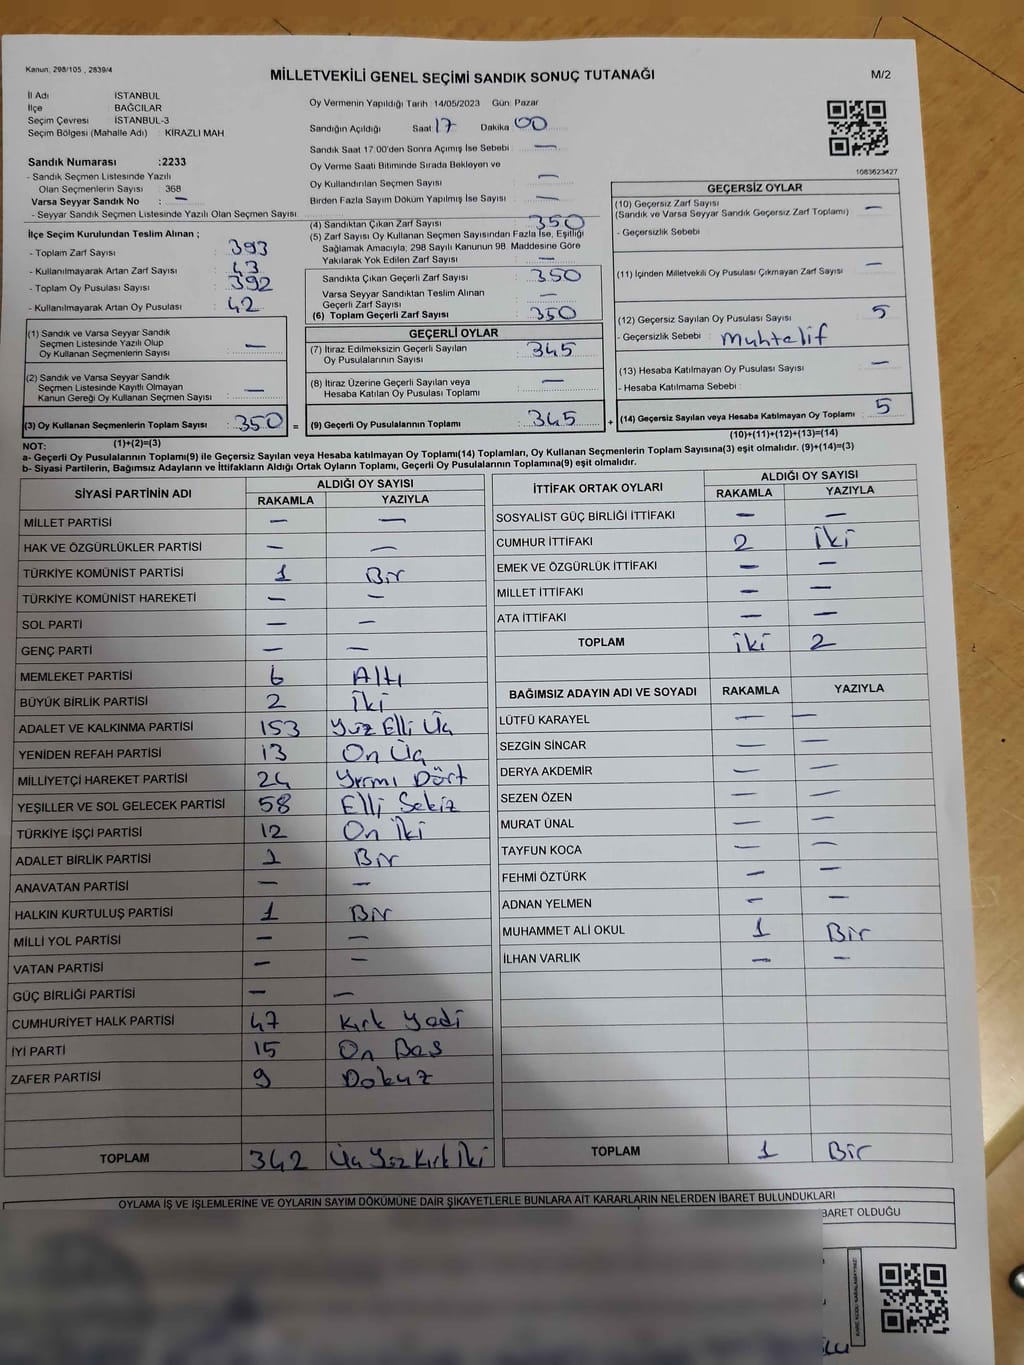 Kanun: 298/105 , 2839/4
MİLLETVEKİLİ GENEL SEÇİMİ SANDIK SONUÇ TUTANAĞI
M/2
İl Adı İSTANBUL
İlçe BAĞCILAR
Seçim Çevresi : İSTANBUL-3
Seçim Bölgesi (Mahalle Adı) : KİRAZLI MAH
Oy Vermenin Yapıldığı Tarih :14/05/2023 Gün: Pazar
Sandığın Açıldığı Saat 17 Dakika 00
Sandık Saat 17:00'den Sonra Açımış İse Sebebi : —
Oy Verme Saati Bitiminde Sırada Bekleyen ve
Oy Kullandırılan Seçmen Sayısı —
Birden Fazla Sayım Döküm Yapılmış İse Sayısı : —
1083623427
Sandık Numarası :2233
- Sandık Seçmen Listesinde Yazılı
Olan Seçmenlerin Sayısı : 368
Varsa Seyyar Sandık No : —
- Seyyar Sandık Seçmen Listesinde Yazılı Olan Seçmen Sayısı
İlçe Seçim Kurulundan Teslim Alınan ;
- Toplam Zarf Sayısı : 393
- Kullanılmayarak Artan Zarf Sayısı : 43
- Toplam Oy Pusulası Sayısı : 392
- Kullanılmayarak Artan Oy Pusulası : 42
(1) Sandık ve Varsa Seyyar Sandık
Seçmen Listesinde Yazılı Olup
Oy Kullanan Seçmenlerin Sayısı : —
(2) Sandık ve Varsa Seyyar Sandık
Seçmen Listesinde Kayıtlı Olmayan
Kanun Gereği Oy Kullanan Seçmen Sayısı : —
(3) Oy Kullanan Seçmenlerin Toplam Sayısı : 350 =
(1)+(2)=(3)
(4) Sandıktan Çıkan Zarf Sayısı : 350
(5) Zarf Sayısı Oy Kullanan Seçmen Sayısından Fazla İse, Eşitliği
Sağlamak Amacıyla, 298 Sayılı Kanunun 98. Maddesine Göre
Yakılarak Yok Edilen Zarf Sayısı : —
Sandıkta Çıkan Geçerli Zarf Sayısı : 350
Varsa Seyyar Sandıktan Teslim Alınan
Geçerli Zarf Sayısı : —
(6) Toplam Geçerli Zarf Sayısı : 350
GEÇERLİ OYLAR
(7) İtiraz Edilmeksizin Geçerli Sayılan
Oy Pusulalarının Sayısı : 345
(8) İtiraz Üzerine Geçerli Sayılan veya
Hesaba Katılan Oy Pusulası Toplamı : —
(9) Geçerli Oy Pusulalarının Toplamı : 345 +
GEÇERSİZ OYLAR
(10) Geçersiz Zarf Sayısı : —
(Sandık ve Varsa Seyyar Sandık Geçersiz Zarf Toplamı)
- Geçersizlik Sebebi :
(11) İçinden Milletvekili Oy Pusulası Çıkmayan Zarf Sayısı : —
(12) Geçersiz Sayılan Oy Pusulası Sayısı : 5
- Geçersizlik Sebebi : Muhtelif
(13) Hesaba Katılmayan Oy Pusulası Sayısı : —
- Hesaba Katılmama Sebebi :
(14) Geçersiz Sayılan veya Hesaba Katılmayan Oy Toplamı : 5
(10)+(11)+(12)+(13)=(14)
NOT:
a- Geçerli Oy Pusulaların Toplamı(9) ile Geçersiz Sayılan veya Hesaba katılmayan Oy Toplamı(14) Toplamları, Oy Kullanan Seçmenlerin Toplam Sayısına(3) eşit olmalıdır. (9)+(14)=(3)
b- Siyasi Partilerin, Bağımsız Adayların ve İttifakların Aldığı Ortak Oyların Toplamı, Geçerli Oy Pusulalarının Toplamına(9) eşit olmalıdır.
SİYASİ PARTİNİN ADI ALDIĞI OY SAYISI
RAKAMLA YAZIYLA
MİLLET PARTİSİ — —
HAK VE ÖZGÜRLÜKLER PARTİSİ — —
TÜRKİYE KOMÜNİST PARTİSİ 1 Bir
TÜRKİYE KOMÜNİST HAREKETİ — —
SOL PARTİ — —
GENÇ PARTİ — —
MEMLEKET PARTİSİ 6 Altı
BÜYÜK BİRLİK PARTİSİ 2 İki
ADALET VE KALKINMA PARTİSİ 153 Yüz Elli Üç
YENİDEN REFAH PARTİSİ 13 On Üç
MİLLİYETÇİ HAREKET PARTİSİ 24 Yirmi Dört
YEŞİLLER VE SOL GELECEK PARTİSİ 58 Elli Sekiz
TÜRKİYE İŞÇİ PARTİSİ 12 On İki
ADALET BİRLİK PARTİSİ 1 Bir
ANAVATAN PARTİSİ — —
HALKIN KURTULUŞ PARTİSİ 1 Bir
MİLLİ YOL PARTİSİ — —
VATAN PARTİSİ — —
GÜÇ BİRLİĞİ PARTİSİ — —
CUMHURİYET HALK PARTİSİ 47 Kırk Yedi
İYİ PARTİ 15 On Beş
ZAFER PARTİSİ 9 Dokuz
TOPLAM 342 Üç Yüz Kırk İki
İTTİFAK ORTAK OYLARI ALDIĞI OY SAYISI
RAKAMLA YAZIYLA
SOSYALİST GÜÇ BİRLİĞİ İTTİFAKI — —
CUMHUR İTTİFAKI 2 İki
EMEK VE ÖZGÜRLÜK İTTİFAKI — —
MİLLET İTTİFAKI — —
ATA İTTİFAKI — —
TOPLAM iki 2
BAĞIMSIZ ADAYIN ADI VE SOYADI RAKAMLA YAZIYLA
LÜTFÜ KARAYEL — —
SEZGİN SİNCAR — —
DERYA AKDEMİR — —
SEZEN ÖZEN — —
MURAT ÜNAL — —
TAYFUN KOCA — —
FEHMİ ÖZTÜRK — —
ADNAN YELMEN — —
MUHAMMET ALİ OKUL 1 Bir
İLHAN VARLIK — —
TOPLAM 1 Bir
OYLAMA İŞ VE İŞLEMLERİNE VE OYLARIN SAYIM DÖKÜMÜNE DAİR ŞİKAYETLERLE BUNLARA AİT KARARLARIN NELERDEN İBARET BULUNDUKLARI
BARET OLDUĞU